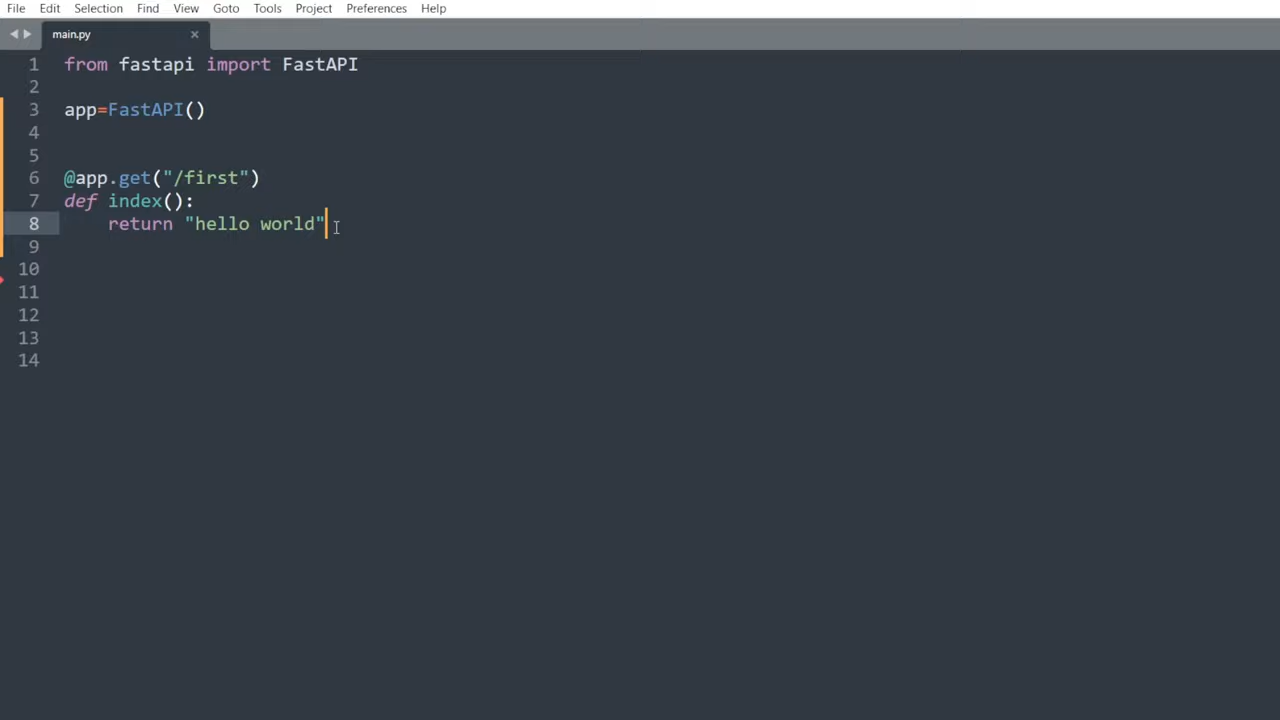 File Edit Selection Find View Goto Tools Project Preferences Help
main.py ×
1 from fastapi import FastAPI
2
3 app=FastAPI()
4
5
6 @app.get("/first")
7 def index():
8     return "hello world"
9
10
11
12
13
14